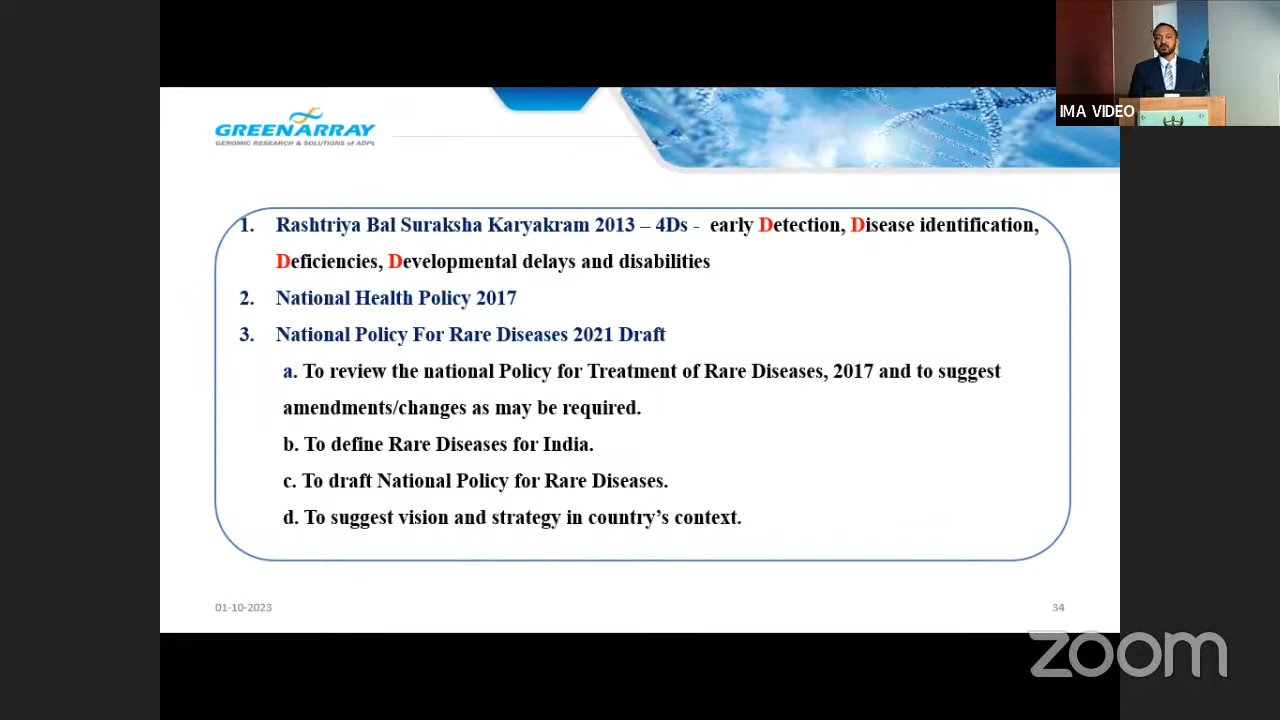 IMA VIDEO
GREENARRAY
GENOMIC RESEARCH & SOLUTIONS of ADPL
1. Rashtriya Bal Suraksha Karyakram 2013 – 4Ds - early Detection, Disease identification,
Deficiencies, Developmental delays and disabilities
2. National Health Policy 2017
3. National Policy For Rare Diseases 2021 Draft
a. To review the national Policy for Treatment of Rare Diseases, 2017 and to suggest
amendments/changes as may be required.
b. To define Rare Diseases for India.
c. To draft National Policy for Rare Diseases.
d. To suggest vision and strategy in country’s context.
01-10-2023
34
zoom